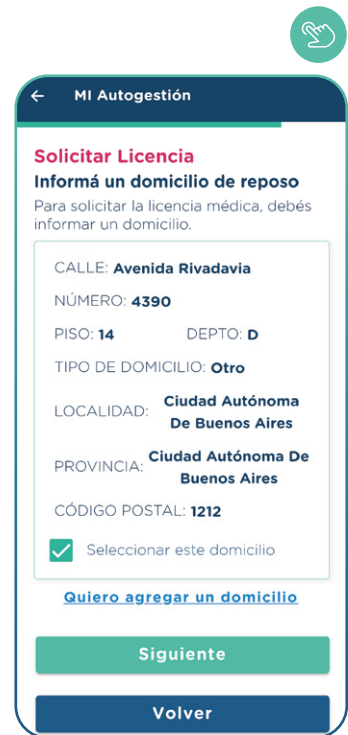 MI Autogestión
Solicitar Licencia
Informá un domicilio de reposo
Para solicitar la licencia médica, debés
informar un domicilio.
CALLE: Avenida Rivadavia
NÚMERO: 4390
PISO: 14 DEPTO: D
TIPO DE DOMICILIO: Otro
LOCALIDAD: Ciudad Autónoma
De Buenos Aires
PROVINCIA: Ciudad Autónoma De
Buenos Aires
CÓDIGO POSTAL: 1212
Seleccionar este domicilio
Quiero agregar un domicilio
Siguiente
Volver